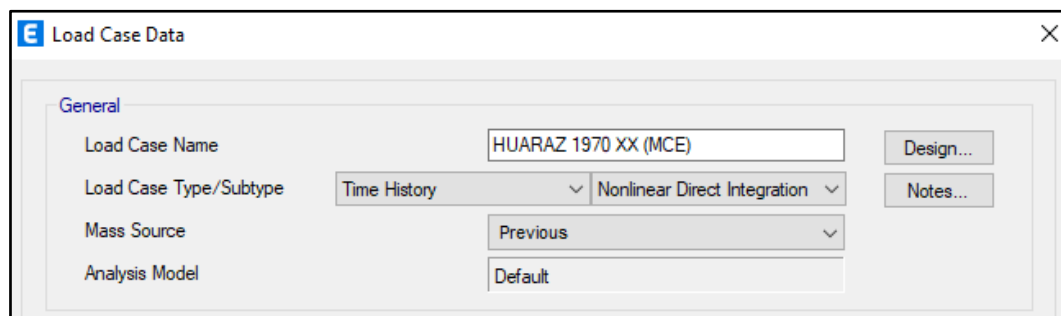 E Load Case Data
General
Load Case Name HUARAZ 1970 XX (MCE) Design...
Load Case Type/Subtype Time History Nonlinear Direct Integration Notes...
Mass Source Previous
Analysis Model Default